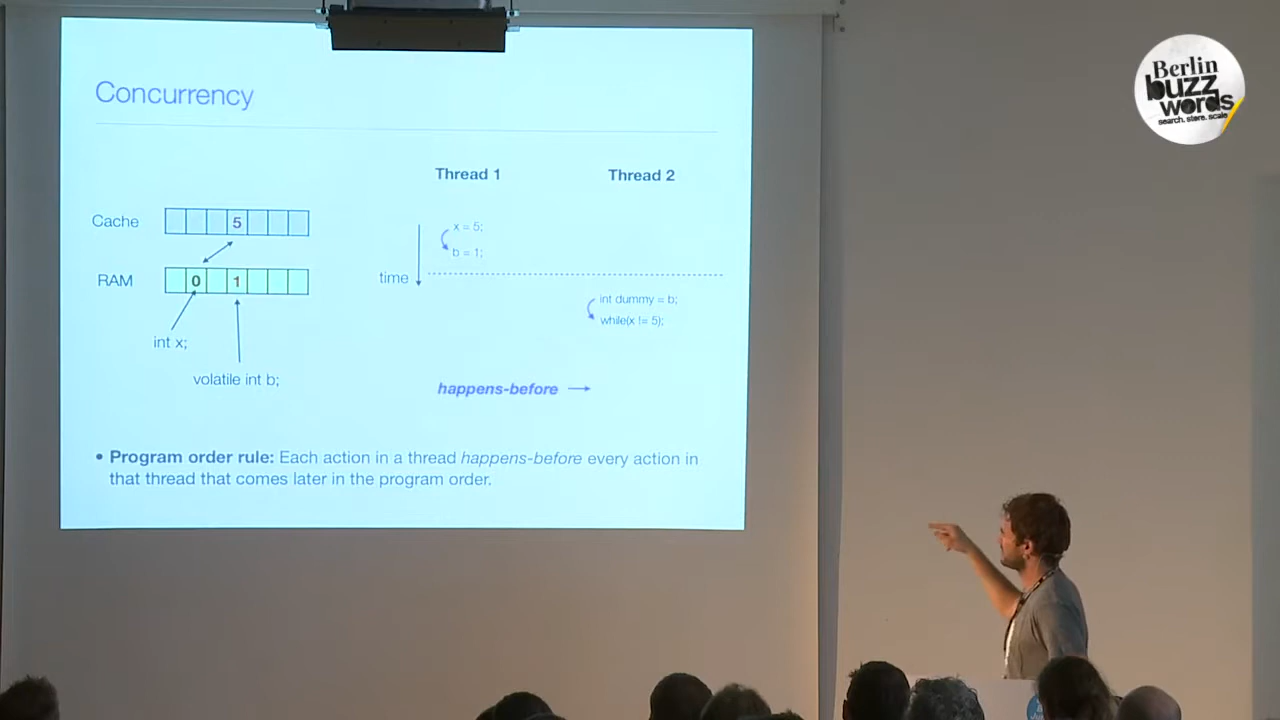 Concurrency
Thread 1
Thread 2
Cache
5
x = 5;
b = 1;
RAM
0
1
time
int dummy = b;
while(x != 5);
int x;
volatile int b;
happens-before
• Program order rule: Each action in a thread happens-before every action in
that thread that comes later in the program order.
Berlin
buzz
words
search. store. scale